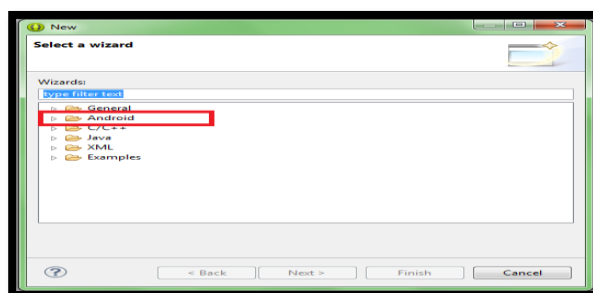 New
Select a wizard
Wizards:
type filter text
General
Android
C/C++
Java
XML
Examples
?
< Back Next > Finish Cancel